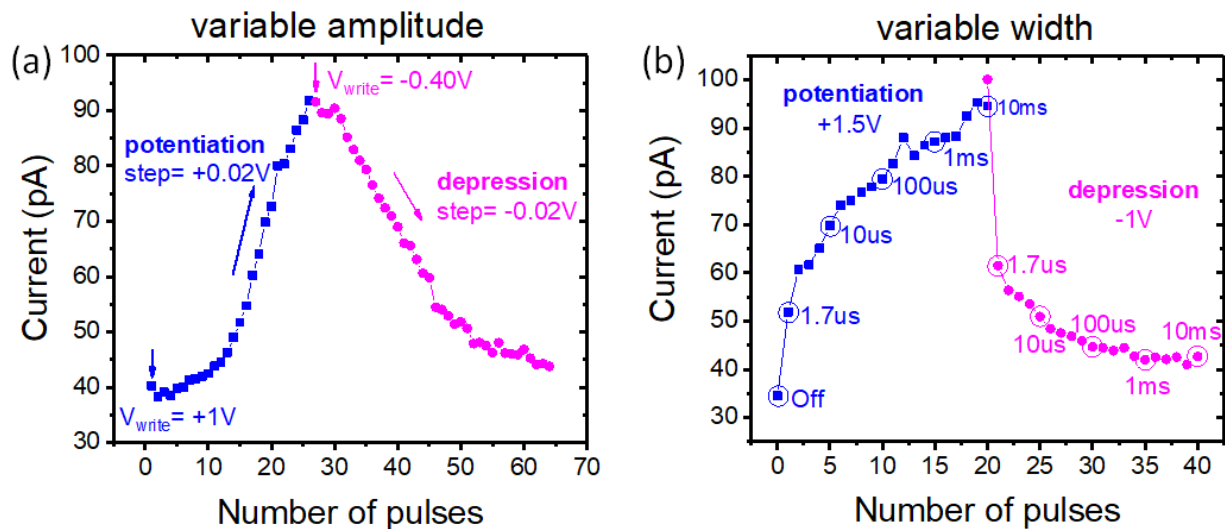 variable amplitude
(a)
100
90
80
70
60
50
40
30
Current (pA)
V_write= -0.40V
potentiation
step= +0.02V
depression
step= -0.02V
V_write= +1V
0 10 20 30 40 50 60 70
Number of pulses
variable width
(b)
100
90
80
70
60
50
40
30
Current (pA)
potentiation
+1.5V
10ms
1ms
100us
10us
1.7us
Off
depression
-1V
1.7us
10us
100us
1ms
10ms
0 5 10 15 20 25 30 35 40
Number of pulses